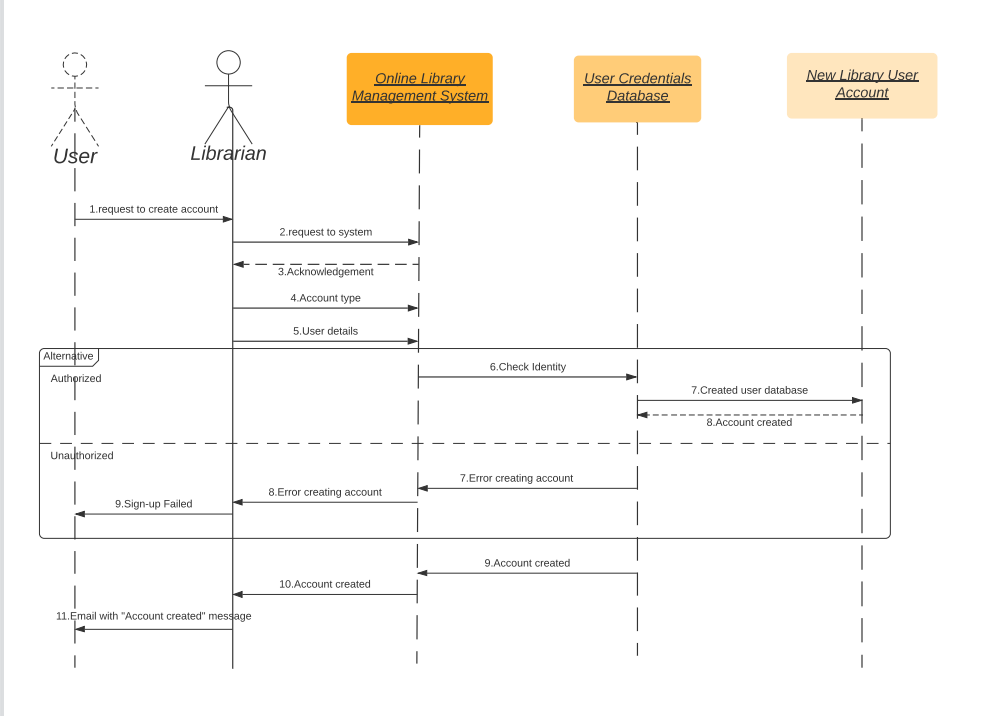 User
Librarian
Online Library
Management System
User Credentials
Database
New Library User
Account
1.request to create account
2.request to system
3.Acknowledgement
4.Account type
5.User details
Alternative
Authorized
6.Check Identity
7.Created user database
8.Account created
Unauthorized
7.Error creating account
8.Error creating account
9.Sign-up Failed
9.Account created
10.Account created
11.Email with "Account created" message